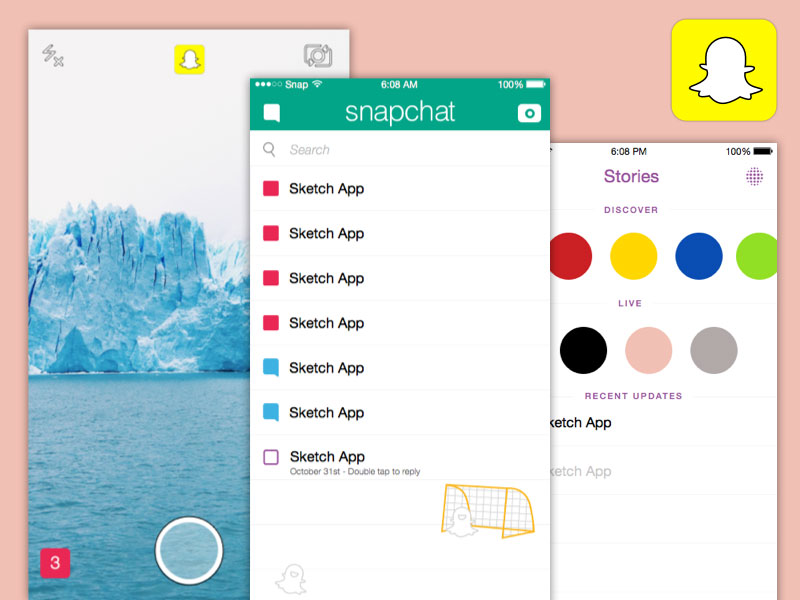 3
Snap
6:08 AM
100%
snapchat
Search
Sketch App
Sketch App
Sketch App
Sketch App
Sketch App
Sketch App
Sketch App
October 31st - Double tap to reply
6:08 PM
100%
Stories
DISCOVER
LIVE
RECENT UPDATES
ketch App
ketch App